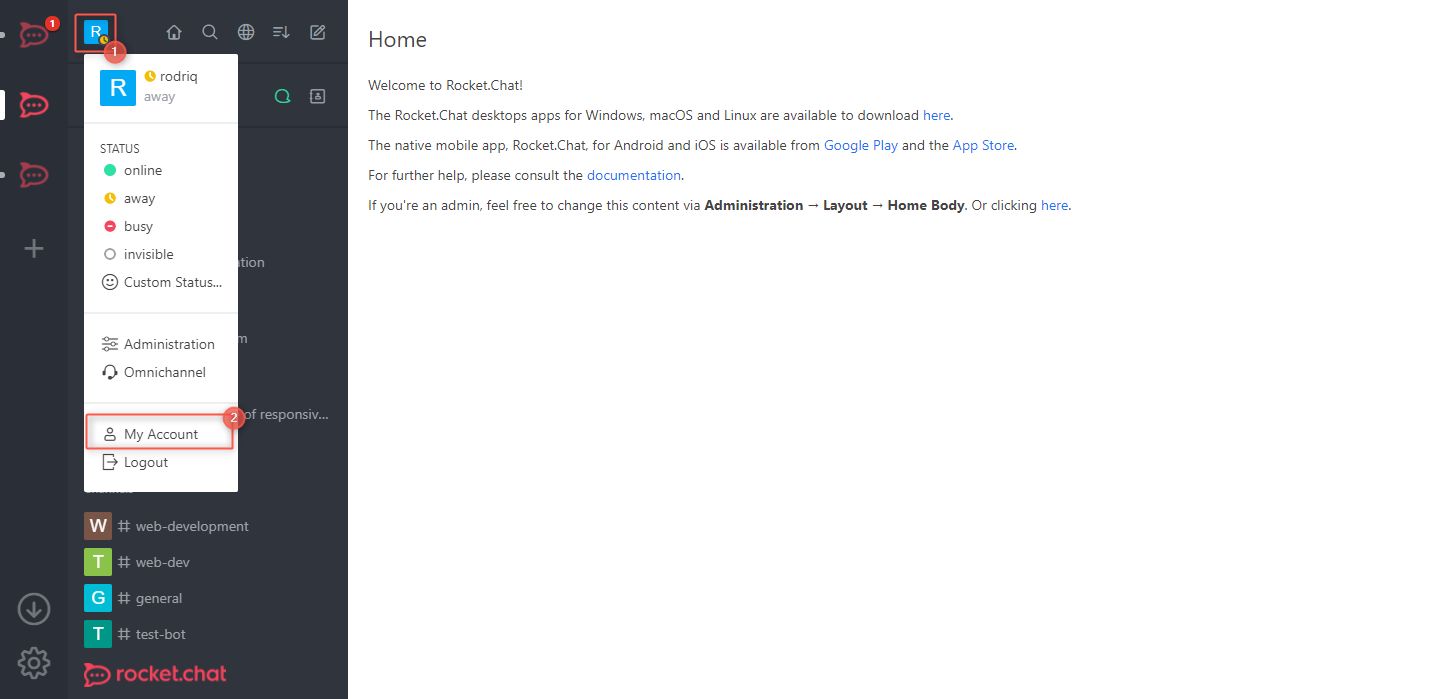 1
R
1
R
rodriq
away
STATUS
online
away
busy
invisible
Custom Status...
Administration
Omnichannel
My Account
2
Logout
of responsiv...
W web-development
T web-dev
G general
T test-bot
rocket.chat
Home
Welcome to Rocket.Chat!
The Rocket.Chat desktops apps for Windows, macOS and Linux are available to download here.
The native mobile app, Rocket.Chat, for Android and iOS is available from Google Play and the App Store.
For further help, please consult the documentation.
If you're an admin, feel free to change this content via Administration → Layout → Home Body. Or clicking here.